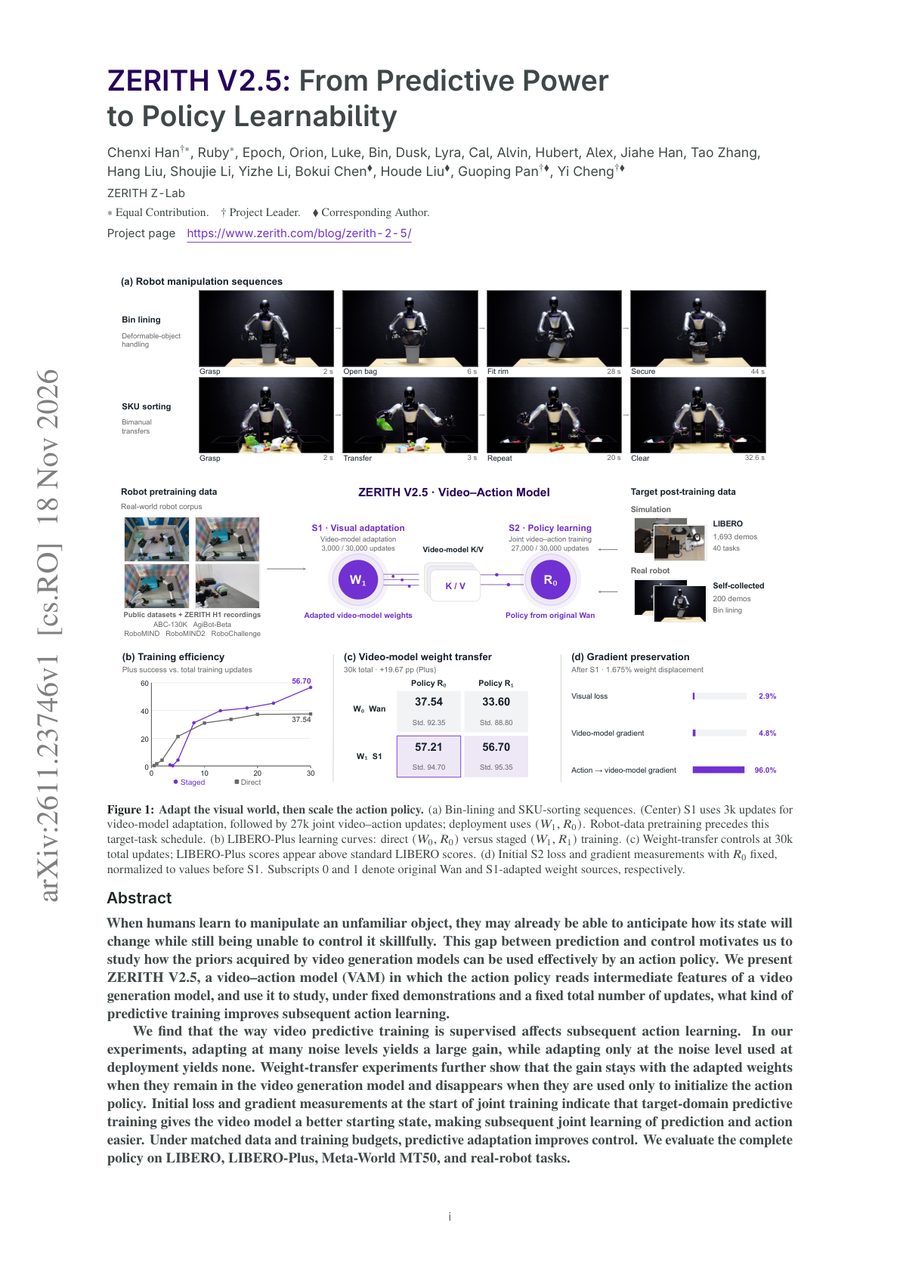 ZERITH V2.5: From Predictive Power
to Policy Learnability
Chenxi Han†*, Ruby*, Epoch, Orion, Luke, Bin, Dusk, Lyra, Cal, Alvin, Hubert, Alex, Jiahe Han, Tao Zhang,
Hang Liu, Shoujie Li, Yizhe Li, Bokui Chen♦, Houde Liu♦, Guoping Pan†♦, Yi Cheng†♦
ZERITH Z-Lab
* Equal Contribution. † Project Leader. ♦ Corresponding Author.
Project page https://www.zerith.com/blog/zerith-2-5/
arXiv:2611.23746v1 [cs.RO] 18 Nov 2026
(a) Robot manipulation sequences
Bin lining
Deformable-object
handling
Grasp 2 s
Open bag 6 s
Fit rim 28 s
Secure 44 s
SKU sorting
Bimanual
transfers
Grasp 2 s
Transfer 3 s
Repeat 20 s
Clear 32.6 s
Robot pretraining data
Real-world robot corpus
Public datasets + ZERITH H1 recordings
ABC-130K AgiBot-Beta
RoboMIND RoboMIND2 RoboChallenge
ZERITH V2.5 · Video–Action Model
S1 · Visual adaptation
Video-model adaptation
3,000 / 30,000 updates
W1
Adapted video-model weights
Video-model K/V
K / V
S2 · Policy learning
Joint video–action training
27,000 / 30,000 updates
R0
Policy from original Wan
Target post-training data
Simulation
LIBERO
1,693 demos
40 tasks
Real robot
Self-collected
200 demos
Bin lining
(b) Training efficiency
Plus success vs. total training updates
60
40
20
0
0 10 20 30
56.70
37.54
Staged Direct
(c) Video-model weight transfer
30k total · +19.67 pp (Plus)
Policy R0 Policy R1
W0 Wan
37.54 33.60
Std. 92.35 Std. 88.80
W1 S1
57.21 56.70
Std. 94.70 Std. 95.35
(d) Gradient preservation
After S1 · 1.675% weight displacement
Visual loss 2.9%
Video-model gradient 4.8%
Action → video-model gradient 96.0%
Figure 1: Adapt the visual world, then scale the action policy. (a) Bin-lining and SKU-sorting sequences. (Center) S1 uses 3k updates for
video-model adaptation, followed by 27k joint video–action updates; deployment uses (W1, R0). Robot-data pretraining precedes this
target-task schedule. (b) LIBERO-Plus learning curves: direct (W0, R0) versus staged (W1, R1) training. (c) Weight-transfer controls at 30k
total updates; LIBERO-Plus scores appear above standard LIBERO scores. (d) Initial S2 loss and gradient measurements with R0 fixed,
normalized to values before S1. Subscripts 0 and 1 denote original Wan and S1-adapted weight sources, respectively.
Abstract
When humans learn to manipulate an unfamiliar object, they may already be able to anticipate how its state will
change while still being unable to control it skillfully. This gap between prediction and control motivates us to
study how the priors acquired by video generation models can be used effectively by an action policy. We present
ZERITH V2.5, a video–action model (VAM) in which the action policy reads intermediate features of a video
generation model, and use it to study, under fixed demonstrations and a fixed total number of updates, what kind of
predictive training improves subsequent action learning.
We find that the way video predictive training is supervised affects subsequent action learning. In our
experiments, adapting at many noise levels yields a large gain, while adapting only at the noise level used at
deployment yields none. Weight-transfer experiments further show that the gain stays with the adapted weights
when they remain in the video generation model and disappears when they are used only to initialize the action
policy. Initial loss and gradient measurements at the start of joint training indicate that target-domain predictive
training gives the video model a better starting state, making subsequent joint learning of prediction and action
easier. Under matched data and training budgets, predictive adaptation improves control. We evaluate the complete
policy on LIBERO, LIBERO-Plus, Meta-World MT50, and real-robot tasks.
i